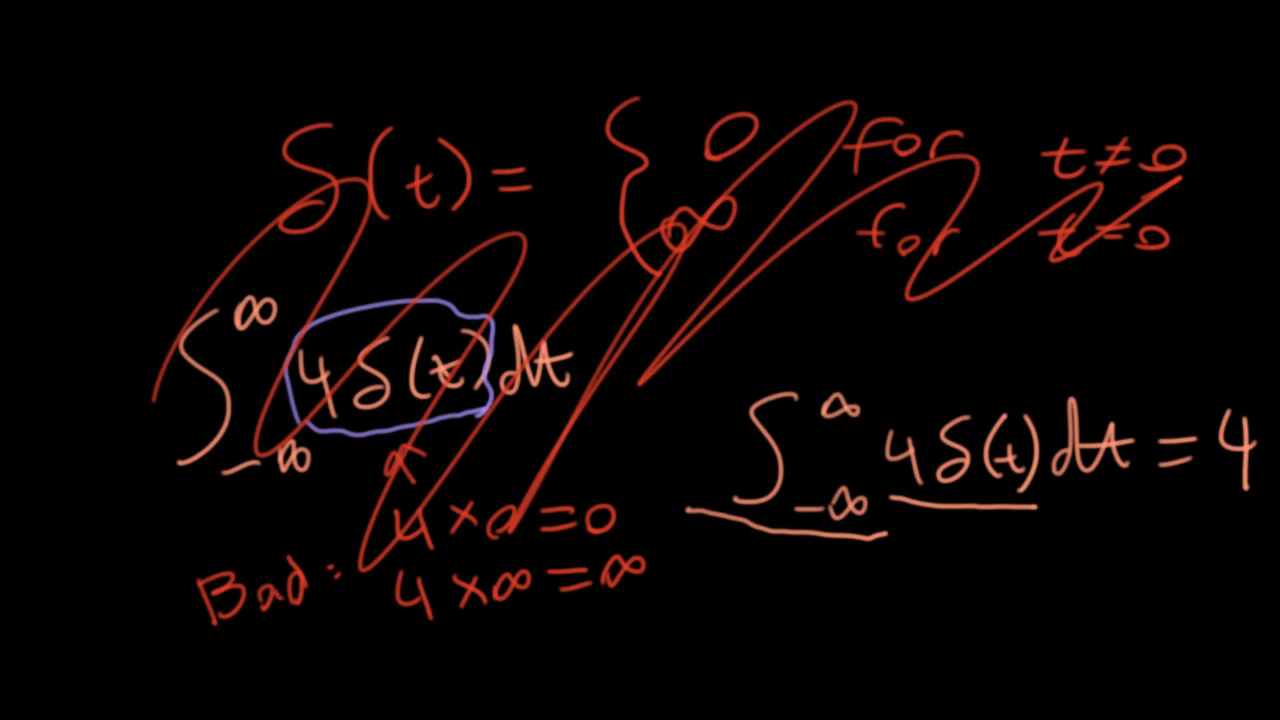 δ(t) = { 0 for t ≠ 0
∞ for t = 0
∫_{-∞}^{∞} 4δ(t)dt
∫_{-∞}^{∞} 4δ(t)dt = 4
4 × 0 = 0
Bad: 4 × ∞ = ∞